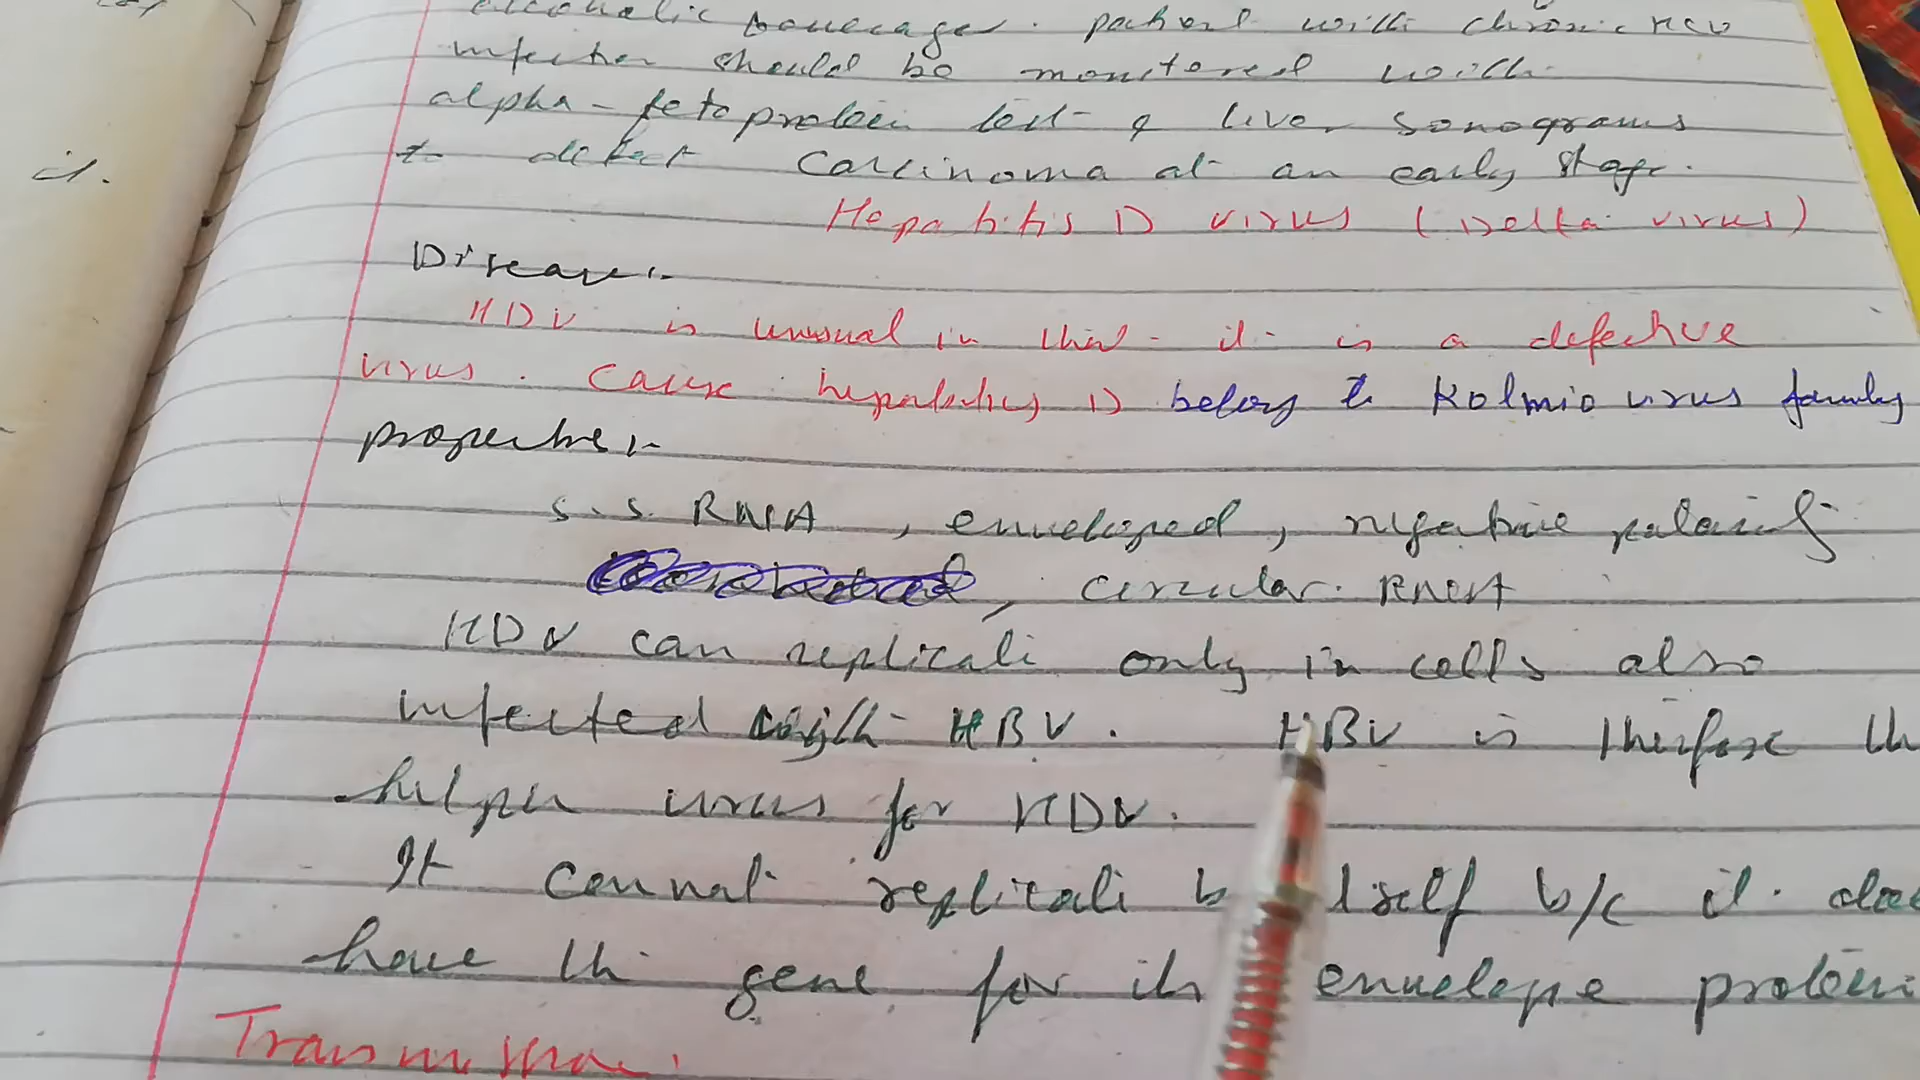 alcoholic patient with chronic HCV
infection should be monitored with
alpha-fetoprotein test & liver sonograms
to detect carcinoma at an early stage.
Hepatitis D virus (Delta virus)
Disease:-
HDV is unusual in that it is a defective
virus. Cause hepatitis D belong to Kolmio virus family
properties:-
S.S. RNA, enveloped, negative polarity
, circular. RNA
HDV can replicate only in cells also
infected with HBV. HBV is therefore th
helper virus for HDV.
It cannot replicate b itself b/c it does
have the gene for its envelope protein
it.
Transmission: